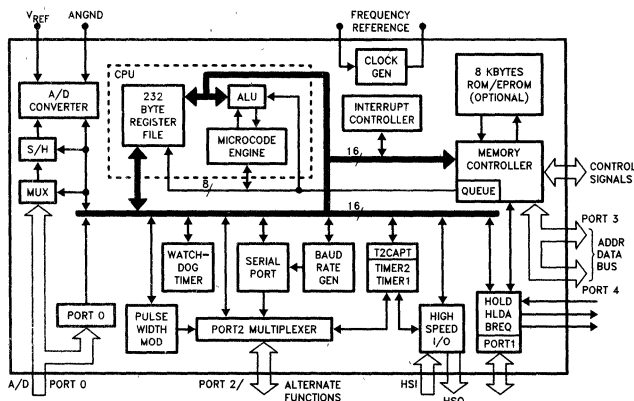 VREF ANGND FREQUENCY
REFERENCE
CLOCK
GEN
CPU
A/D
CONVERTER
232
BYTE
REGISTER
FILE
ALU
INTERRUPT
CONTROLLER
8 KBYTES
ROM/EPROM
(OPTIONAL)
S/H
MICROCODE
ENGINE
MUX
16/
MEMORY
CONTROLLER
CONTROL
SIGNALS
8/
QUEUE
16/
PORT 3
WATCH-
DOG
TIMER
SERIAL
PORT
BAUD
RATE
GEN
T2CAPT
TIMER2
TIMER1
ADDR
DATA
BUS
PORT 4
PORT 0
PULSE
WIDTH
MOD
PORT2 MULTIPLEXER
HIGH
SPEED
I/O
HOLD
HLDA
BREQ
PORT1
A/D PORT 0
PORT 2/ ALTERNATE
FUNCTIONS
HSI
HSO